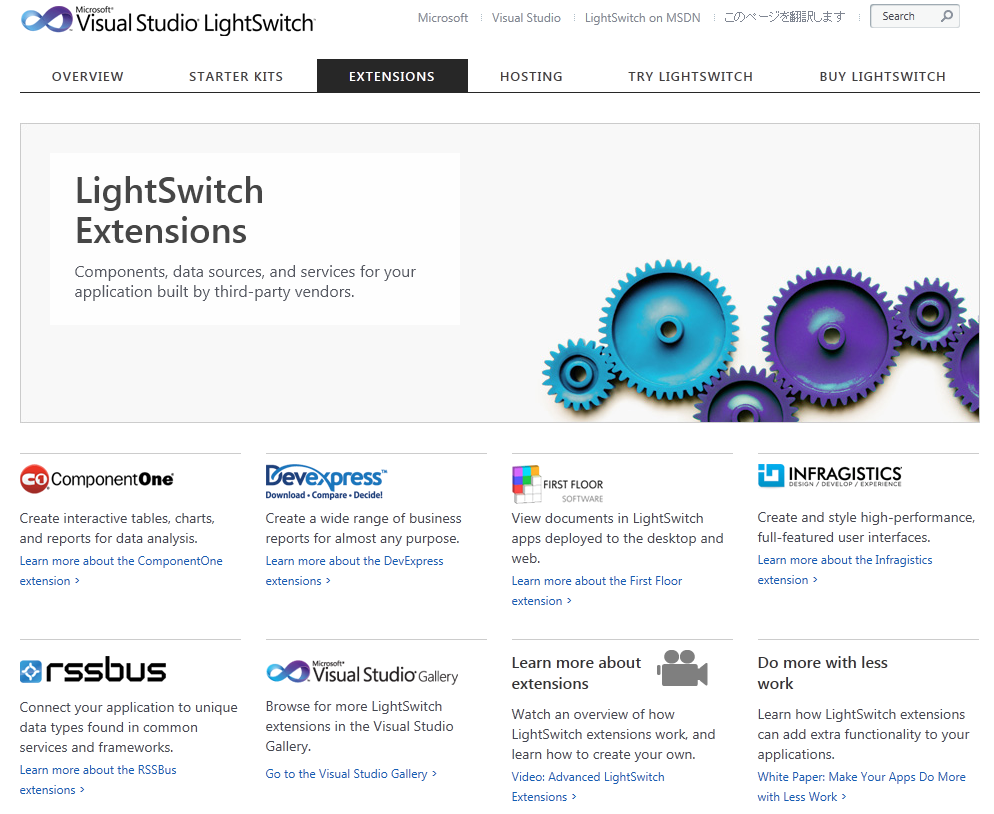 Microsoft®
Visual Studio LightSwitch
Microsoft
Visual Studio
LightSwitch on MSDN
このページを翻訳します
Search
OVERVIEW
STARTER KITS
EXTENSIONS
HOSTING
TRY LIGHTSWITCH
BUY LIGHTSWITCH
LightSwitch
Extensions
Components, data sources, and services for your
application built by third-party vendors.
ComponentOne
Create interactive tables, charts,
and reports for data analysis.
Learn more about the ComponentOne
extension >
Devexpress™
Download • Compare • Decide!
Create a wide range of business
reports for almost any purpose.
Learn more about the DevExpress
extensions >
FIRST FLOOR
SOFTWARE
View documents in LightSwitch
apps deployed to the desktop and
web.
Learn more about the First Floor
extension >
INFRAGISTICS
DESIGN / DEVELOP / EXPERIENCE
Create and style high-performance,
full-featured user interfaces.
Learn more about the Infragistics
extension >
rssbus
Connect your application to unique
data types found in common
services and frameworks.
Learn more about the RSSBus
extensions >
Microsoft®
Visual Studio® Gallery
Browse for more LightSwitch
extensions in the Visual Studio
Gallery.
Go to the Visual Studio Gallery >
Learn more about
extensions
Watch an overview of how
LightSwitch extensions work, and
learn how to create your own.
Video: Advanced LightSwitch
Extensions >
Do more with less
work
Learn how LightSwitch extensions
can add extra functionality to your
applications.
White Paper: Make Your Apps Do More
with Less Work >